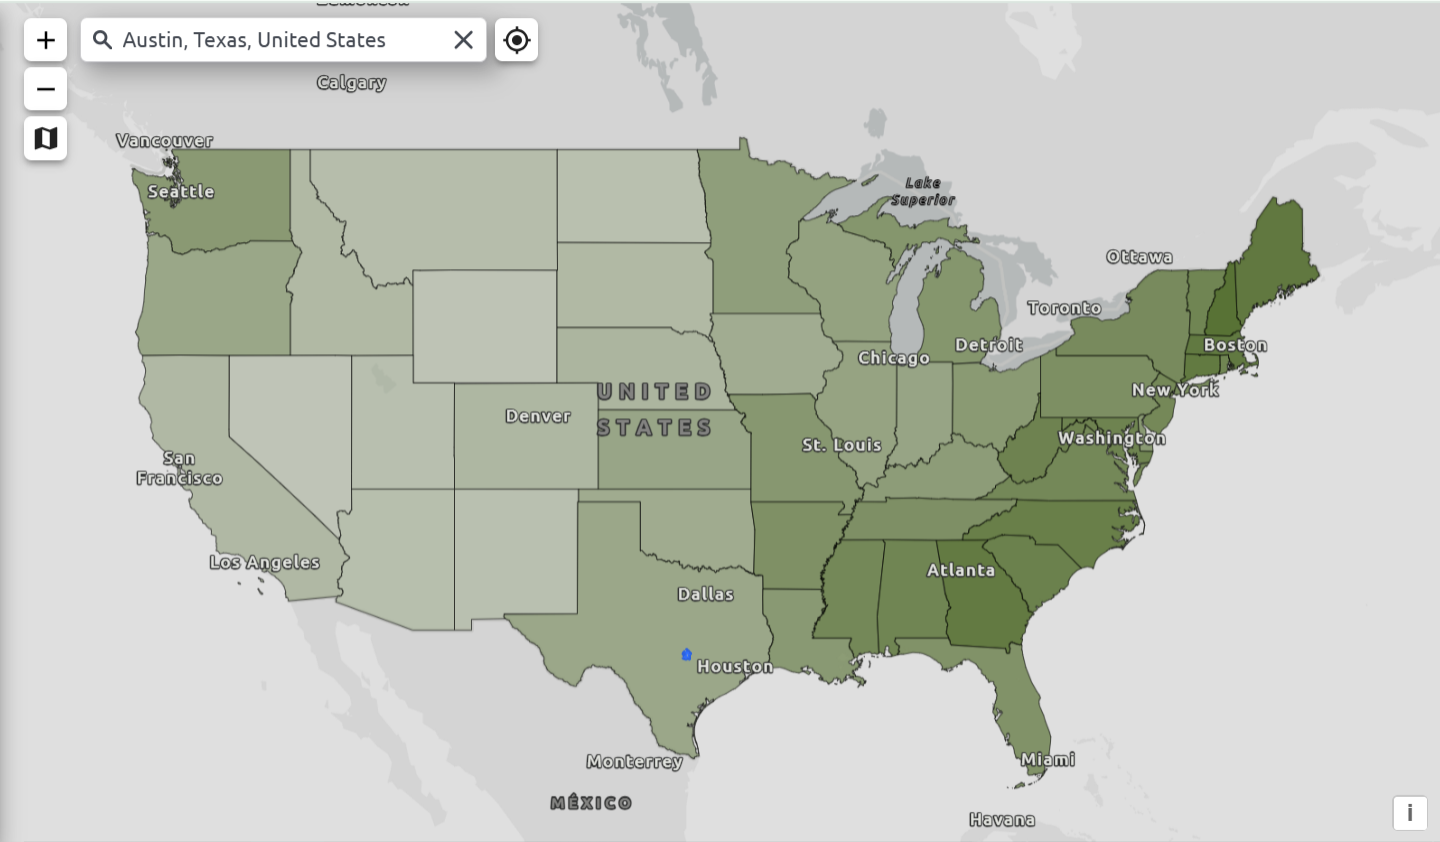 Austin, Texas, United States
Calgary
Vancouver
Seattle
Lake
Superior
Ottawa
Toronto
Boston
Detroit
Chicago
New York
UNITED
STATES
Denver
Washington
St. Louis
San
Francisco
Los Angeles
Atlanta
Dallas
Houston
Monterrey
Miami
MÉXICO
Havana
i